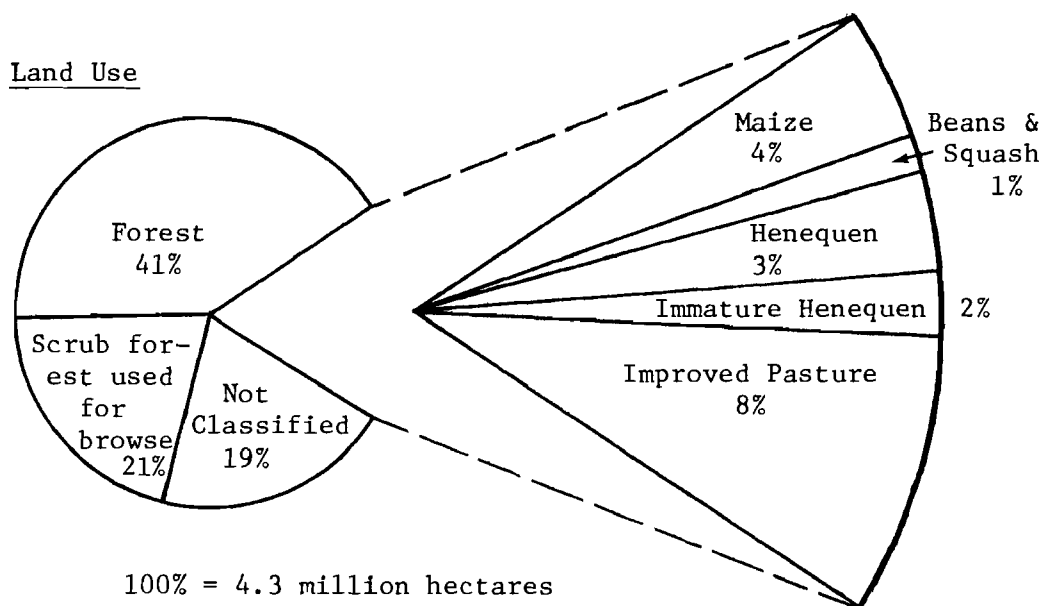 Land Use
Forest
41%
Scrub for-
est used
for
browse
21%
Not
Classified
19%
Maize
4%
Beans &
Squash
1%
Henequen
3%
Immature Henequen 2%
Improved Pasture
8%
100% = 4.3 million hectares